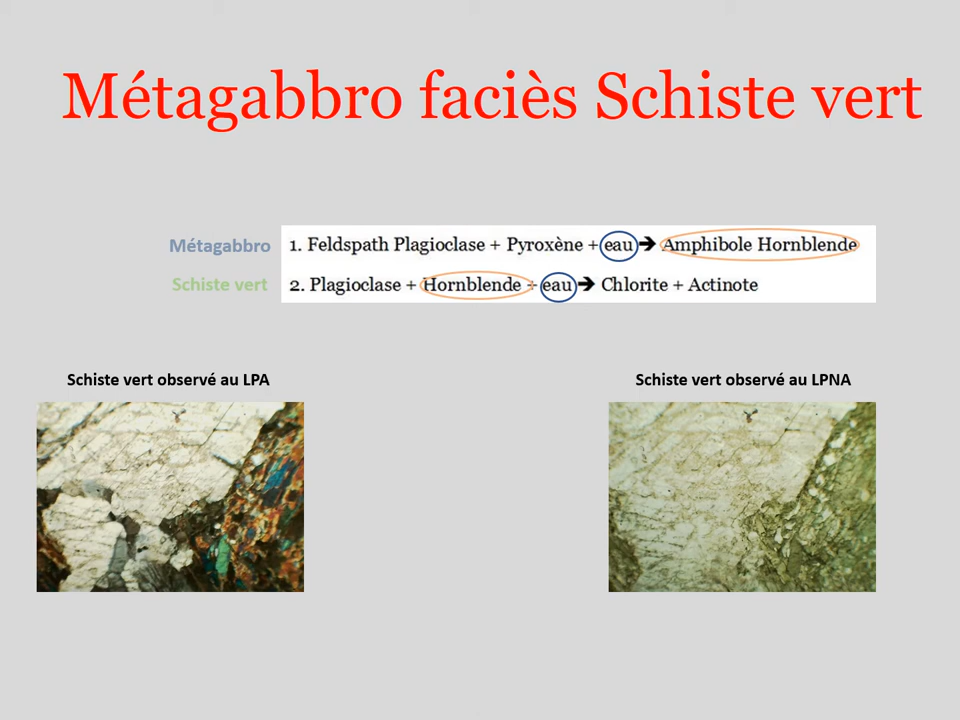 Métagabbro faciès Schiste vert
Métagabbro
1. Feldspath Plagioclase + Pyroxène + eau ➔ Amphibole Hornblende
Schiste vert
2. Plagioclase + Hornblende + eau ➔ Chlorite + Actinote
Schiste vert observé au LPA
Schiste vert observé au LPNA